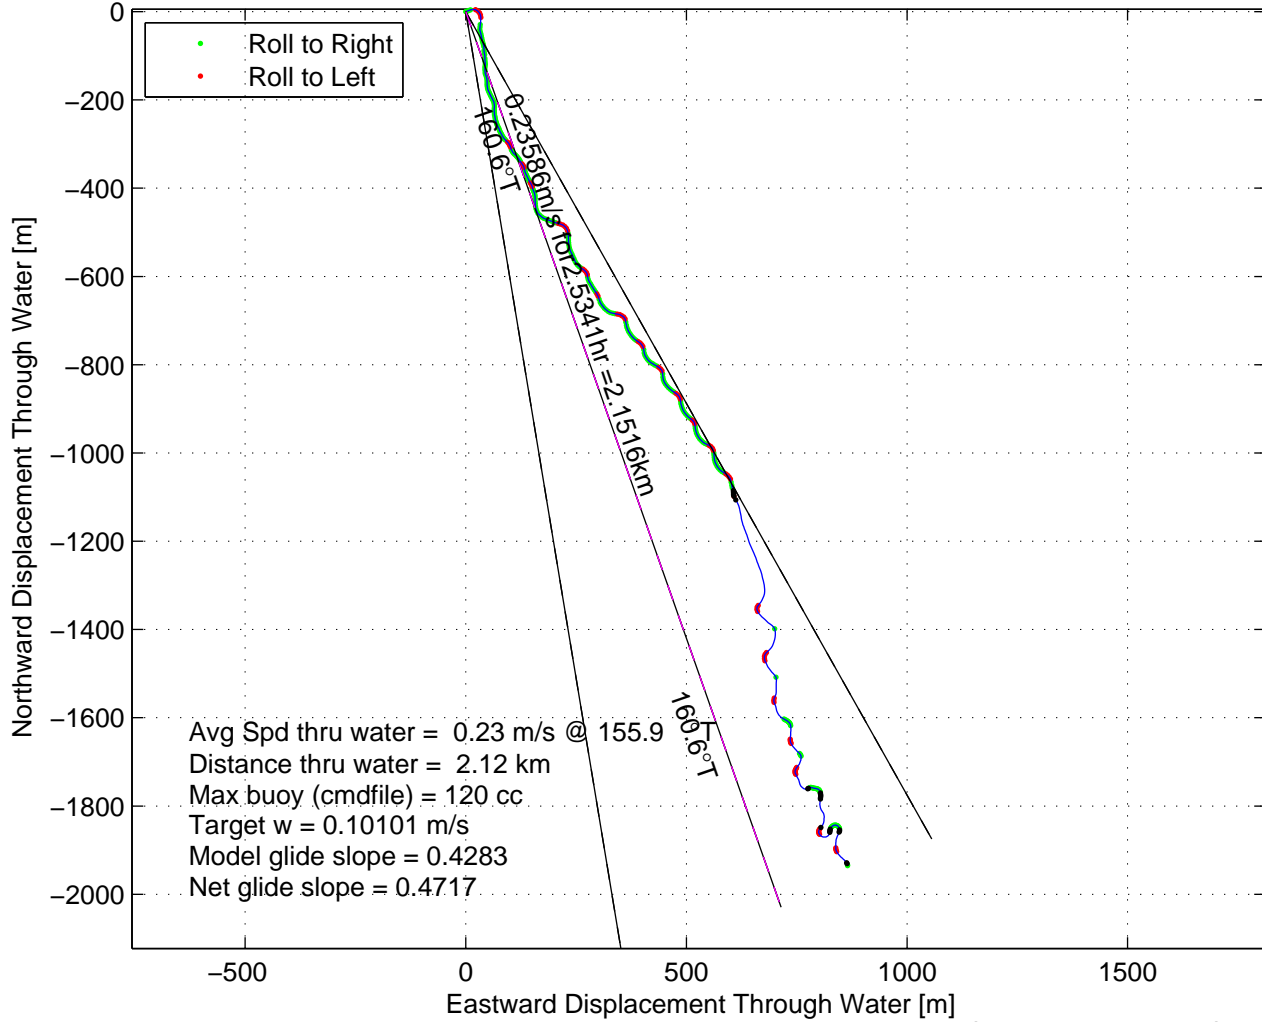 0
−200
−400
−600
−800
−1000
−1200
−1400
−1600
−1800
−2000
Northward Displacement Through Water [m]
Roll to Right
Roll to Left
160.6°T
0.23586m/s for2.5341hr =2.1516km
160.6°T
Avg Spd thru water =  0.23 m/s @ 155.9
Distance thru water =  2.12 km
Max buoy (cmdfile) = 120 cc
Target w = 0.10101 m/s
Model glide slope = 0.4283
Net glide slope = 0.4717
−500
0
500
1000
1500
Eastward Displacement Through Water [m]